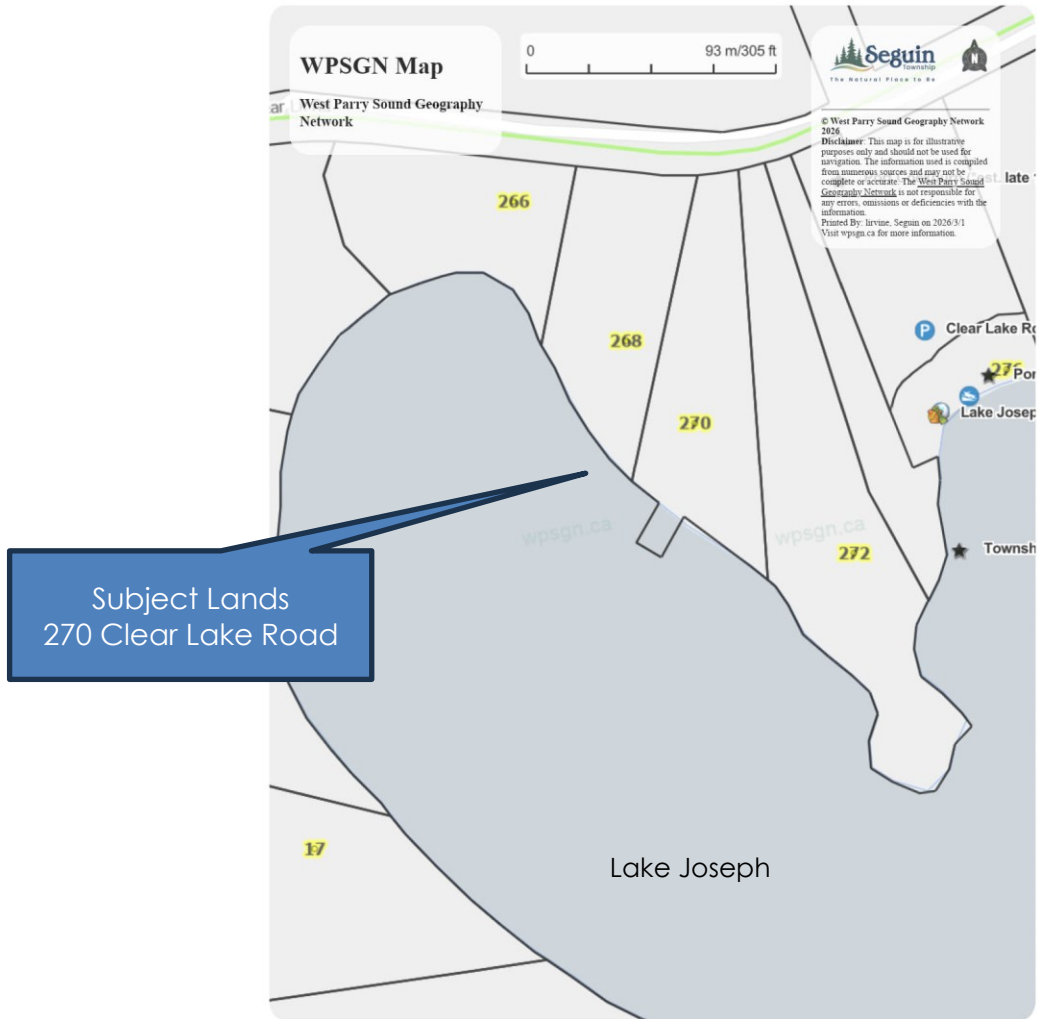 WPSGN Map
West Parry Sound Geography
Network
0
93 m/305 ft
Seguin
Township
The Natural Place to Be
N
© West Parry Sound Geography Network
2026
Disclaimer: This map is for illustrative
purposes only and should not be used for
navigation. The information used is compiled
from numerous sources and may not be
complete or accurate. The West Parry Sound
Geography Network is not responsible for
any errors, omissions or deficiencies with the
information.
Printed By: lirvine, Seguin on 2026/3/1
Visit wpsgn.ca for more information.
est. late
266
268
P
Clear Lake
Lake
270
wpsgn.ca
wpsgn.ca
272
Subject Lands
270 Clear Lake Road
17
Lake Joseph